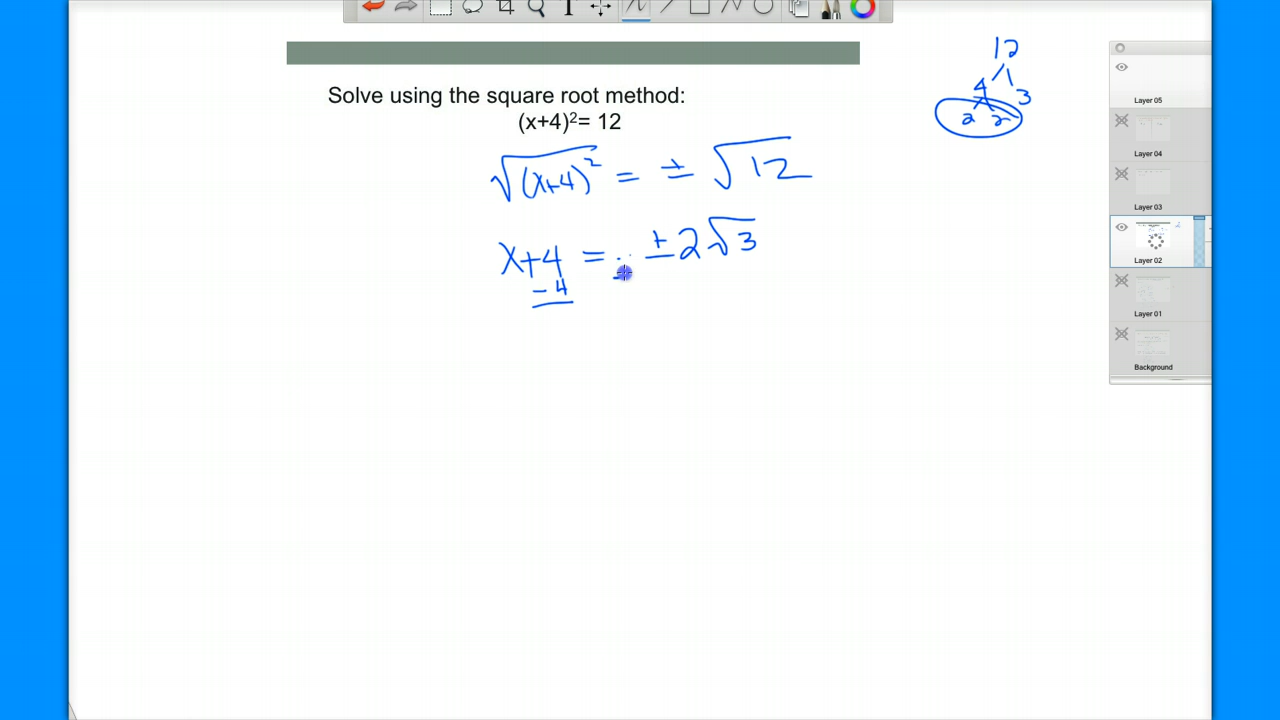 12
4 3
2 2
Solve using the square root method:
(x+4)²= 12
√(x+4)² = ± √12
x+4 = ±2√3
-4
Layer 05
Layer 04
Layer 03
Layer 02
Layer 01
Background